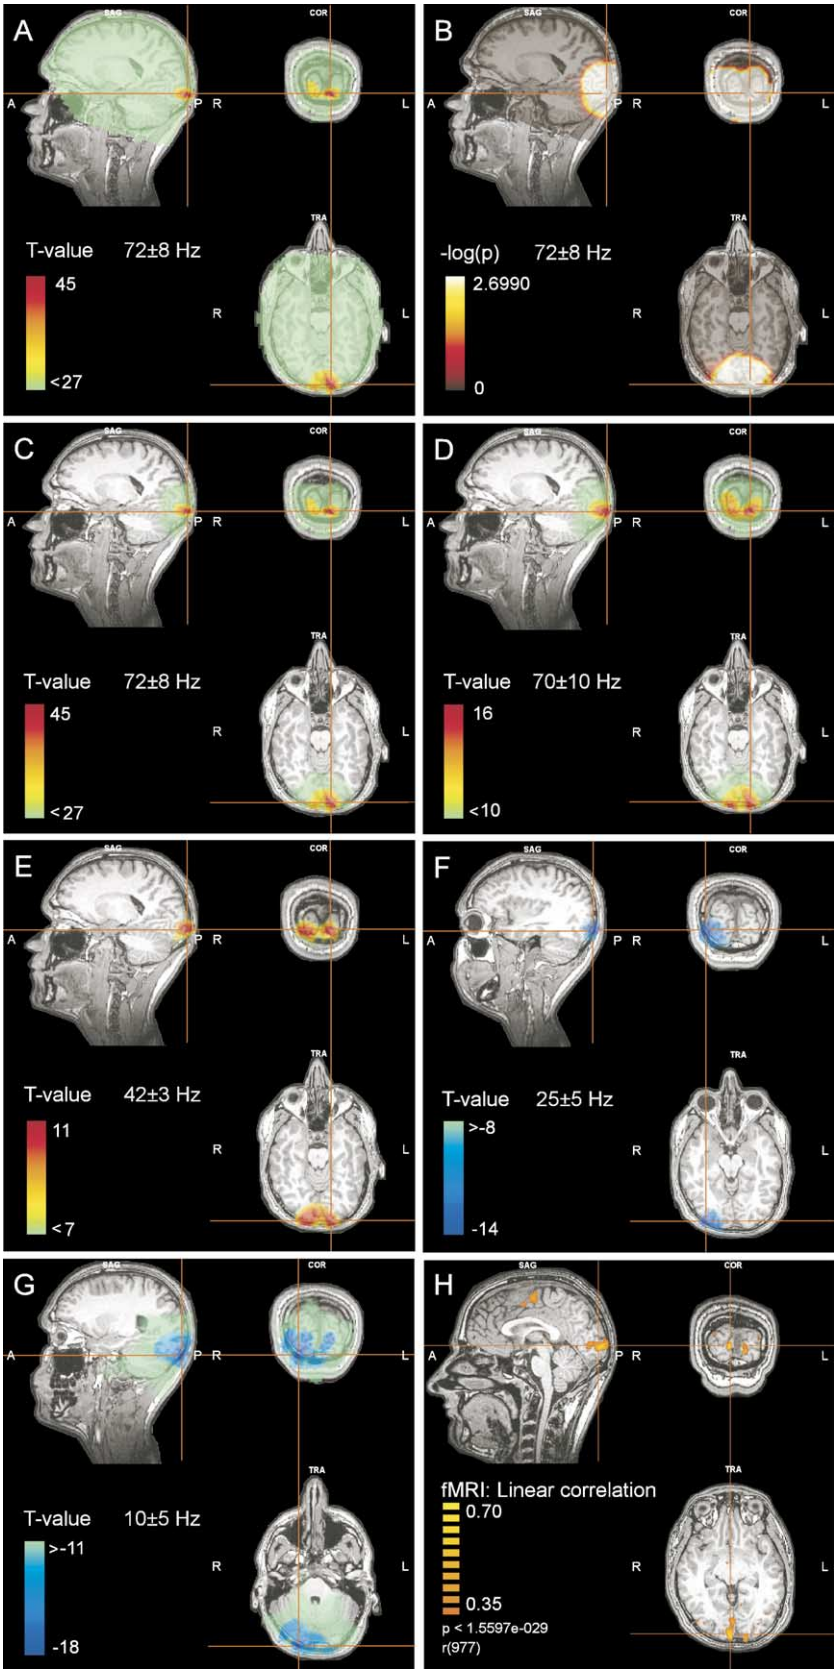 A
SAG
COR
A
P
R
L
TRA
T-value 72±8 Hz
45
<27
R
L
B
SAG
COR
A
P
R
L
TRA
-log(p) 72±8 Hz
2.6990
0
R
L
C
SAG
COR
A
P
R
L
TRA
T-value 72±8 Hz
45
<27
R
L
D
SAG
COR
A
P
R
L
TRA
T-value 70±10 Hz
16
<10
R
L
E
SAG
COR
A
P
R
L
TRA
T-value 42±3 Hz
11
<7
R
L
F
SAG
COR
A
P
R
L
TRA
T-value 25±5 Hz
>-8
-14
R
L
G
SAG
COR
A
P
R
L
TRA
T-value 10±5 Hz
>-11
-18
R
L
H
SAG
COR
A
P
R
L
TRA
fMRI: Linear correlation
0.70
0.35
p < 1.5597e-029
r(977)
R
L